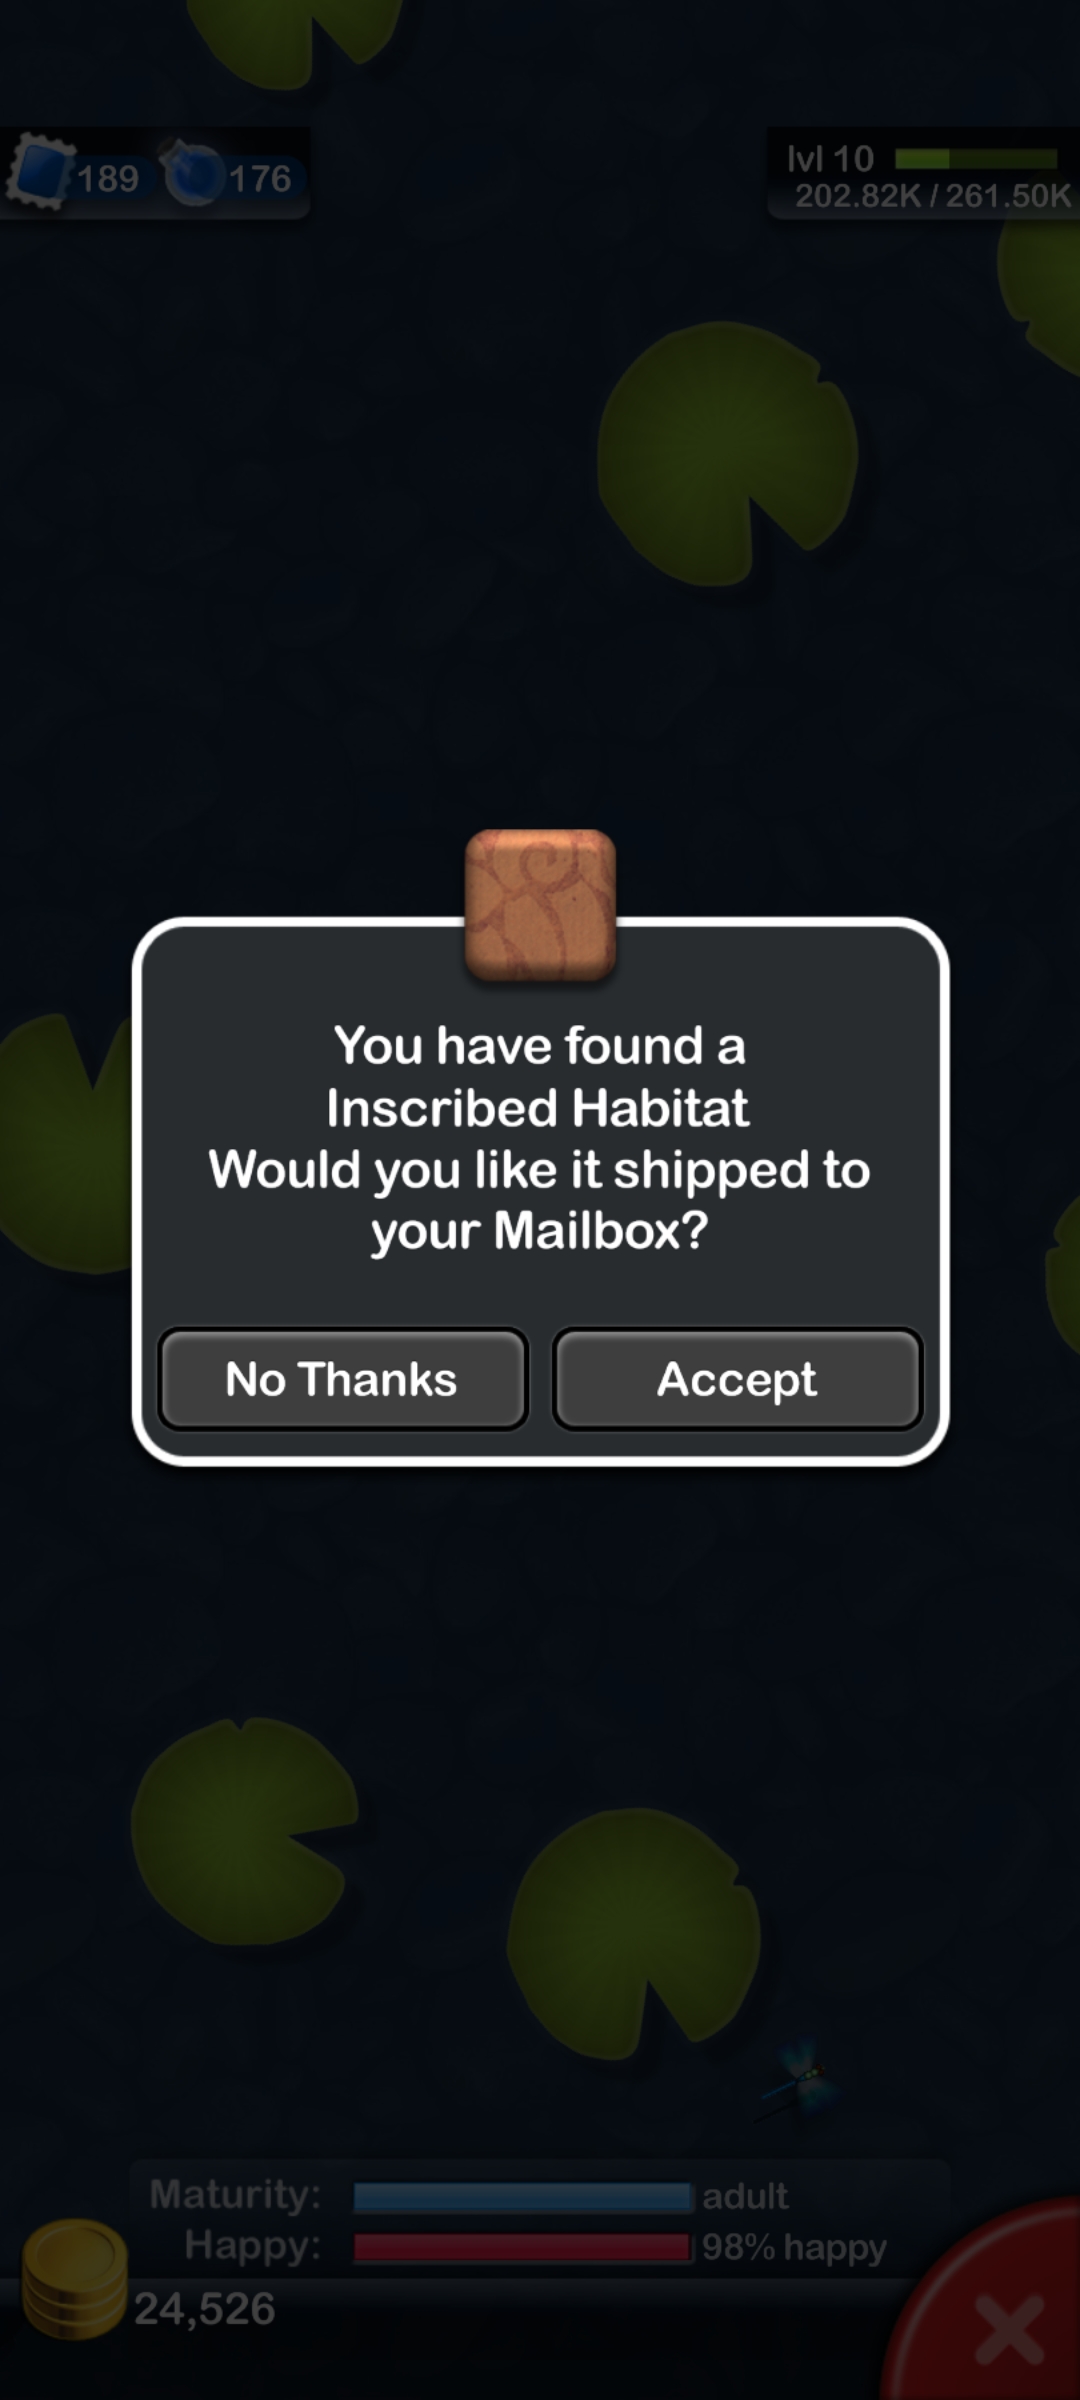 189 176
lvl 10
202.82K / 261.50K
You have found a
Inscribed Habitat
Would you like it shipped to
your Mailbox?
No Thanks Accept
Maturity: adult
Happy: 98% happy
24,526